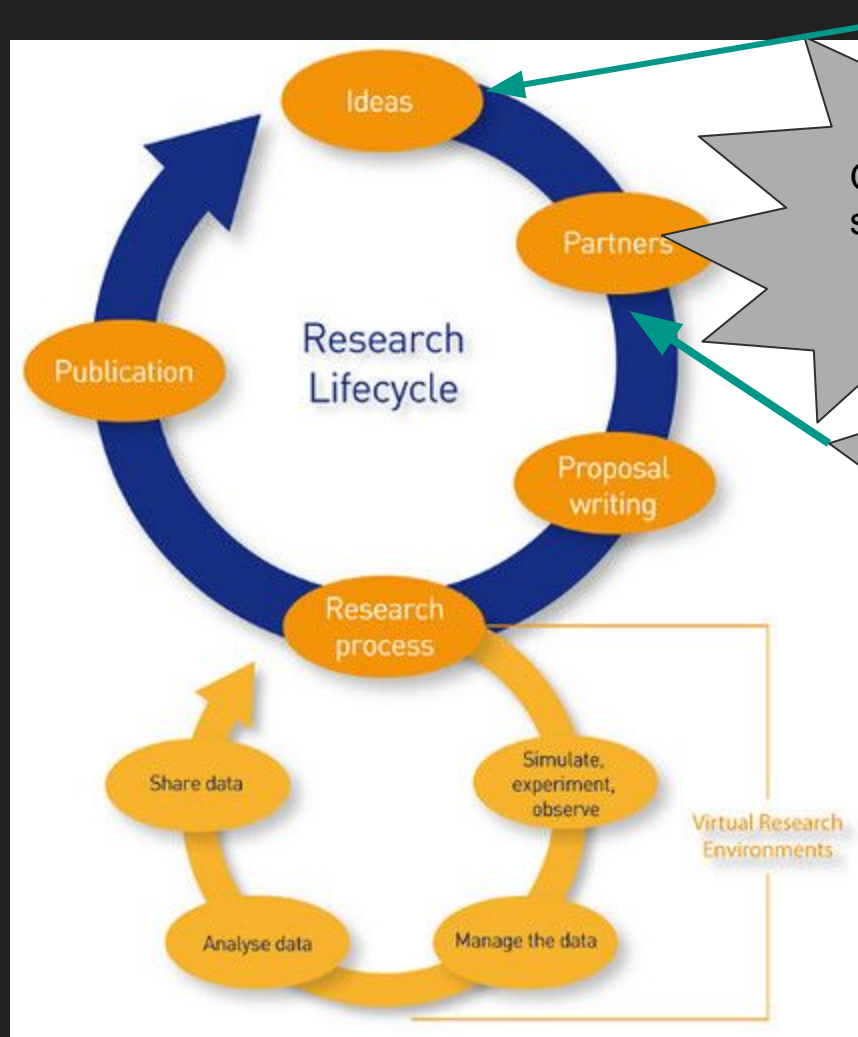 Ideas
Partners
Research
Lifecycle
Publication
Proposal
writing
Research
process
Simulate,
experiment,
observe
Share data
Virtual Research
Environments
Analyse data
Manage the data